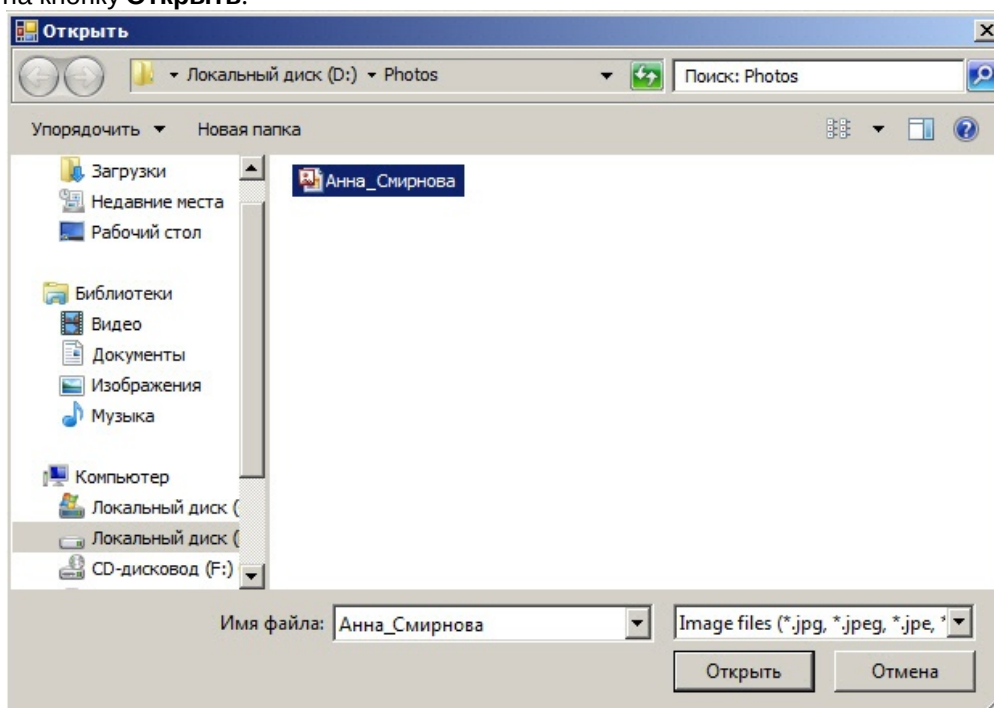 на кнопку Открыть.
Открыть
Локальный диск (D:) Photos
Поиск: Photos
Упорядочить
Новая папка
Загрузки
Недавние места
Рабочий стол
Библиотеки
Видео
Документы
Изображения
Музыка
Компьютер
Локальный диск (
Локальный диск (
CD-дисковод (F:)
Анна_Смирнова
Имя файла: Анна_Смирнова
Image files (*.jpg, *.jpeg, *.jpe, *
Открыть
Отмена